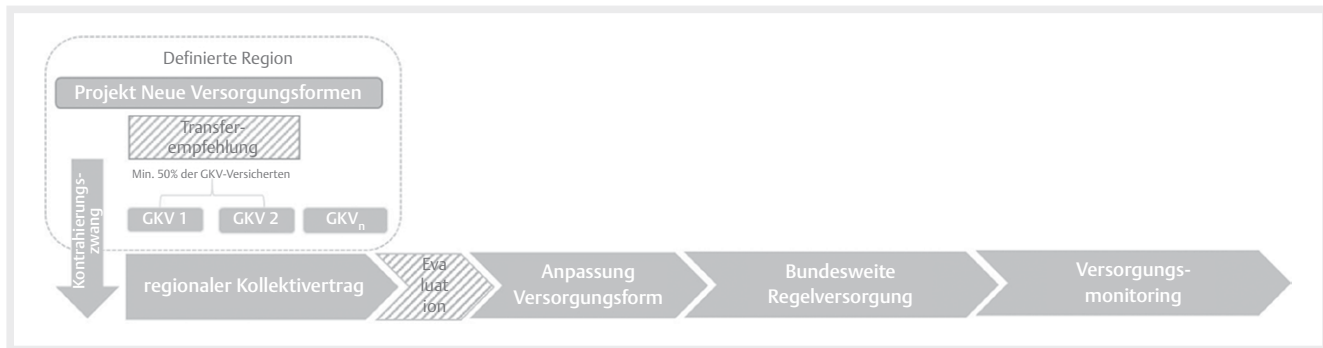 Definierte Region
Projekt Neue Versorgungsformen
Transfer-
empfehlung
Min. 50% der GKV-Versicherten
GKV 1
GKV 2
GKVn
Kontrahierungs-
zwang
regionaler Kollektivertrag
Eva
luat
ion
Anpassung
Versorgungsform
Bundesweite
Regelversorgung
Versorgungs-
monitoring